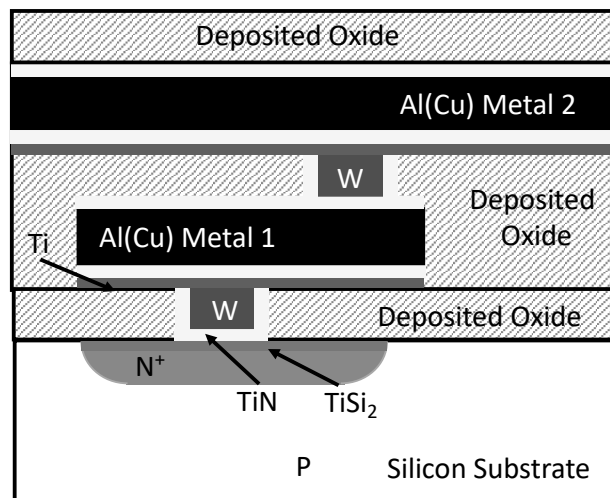 Deposited Oxide
Al(Cu) Metal 2
W
Deposited
Oxide
Al(Cu) Metal 1
Ti
W
Deposited Oxide
N⁺
TiN
TiSi₂
P
Silicon Substrate